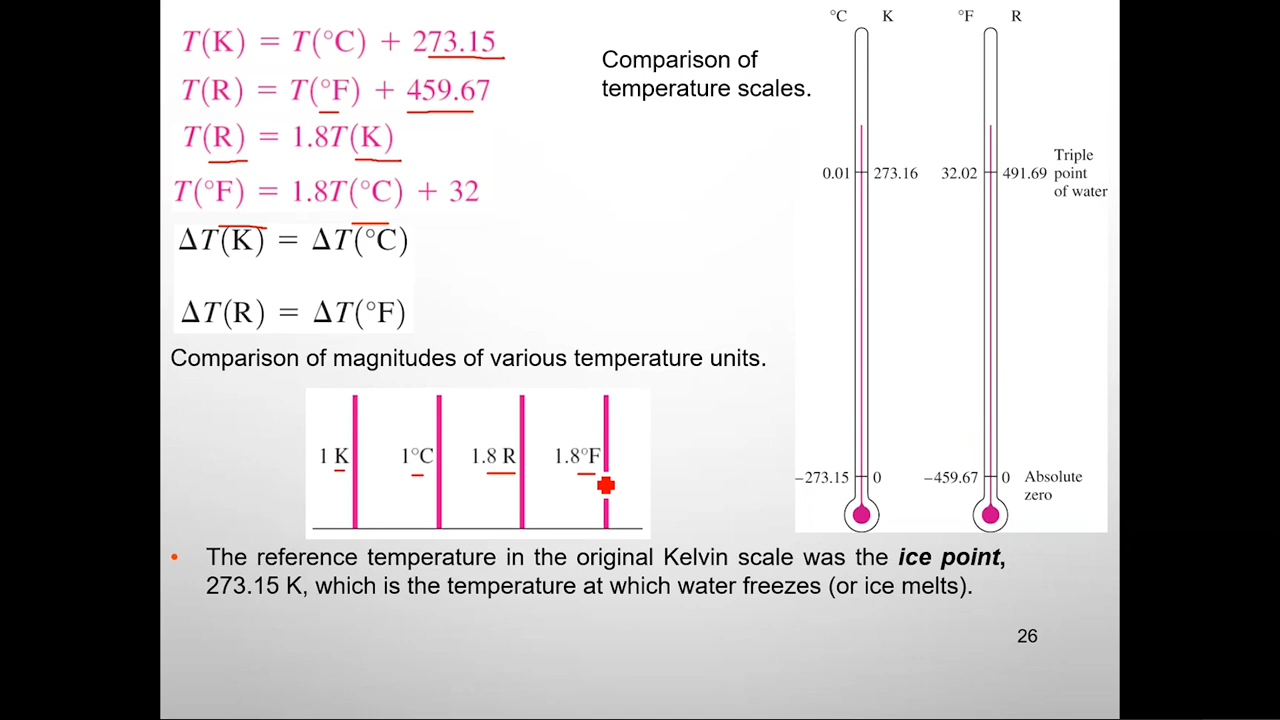 T(K) = T(°C) + 273.15
T(R) = T(°F) + 459.67
T(R) = 1.8T(K)
T(°F) = 1.8T(°C) + 32
ΔT(K) = ΔT(°C)
ΔT(R) = ΔT(°F)
Comparison of
temperature scales.
°C K °F R
0.01 273.16 32.02 491.69
Triple
point
of water
−273.15 0 −459.67 0
Absolute
zero
Comparison of magnitudes of various temperature units.
1 K 1°C 1.8 R 1.8°F
• The reference temperature in the original Kelvin scale was the ice point,
273.15 K, which is the temperature at which water freezes (or ice melts).
26